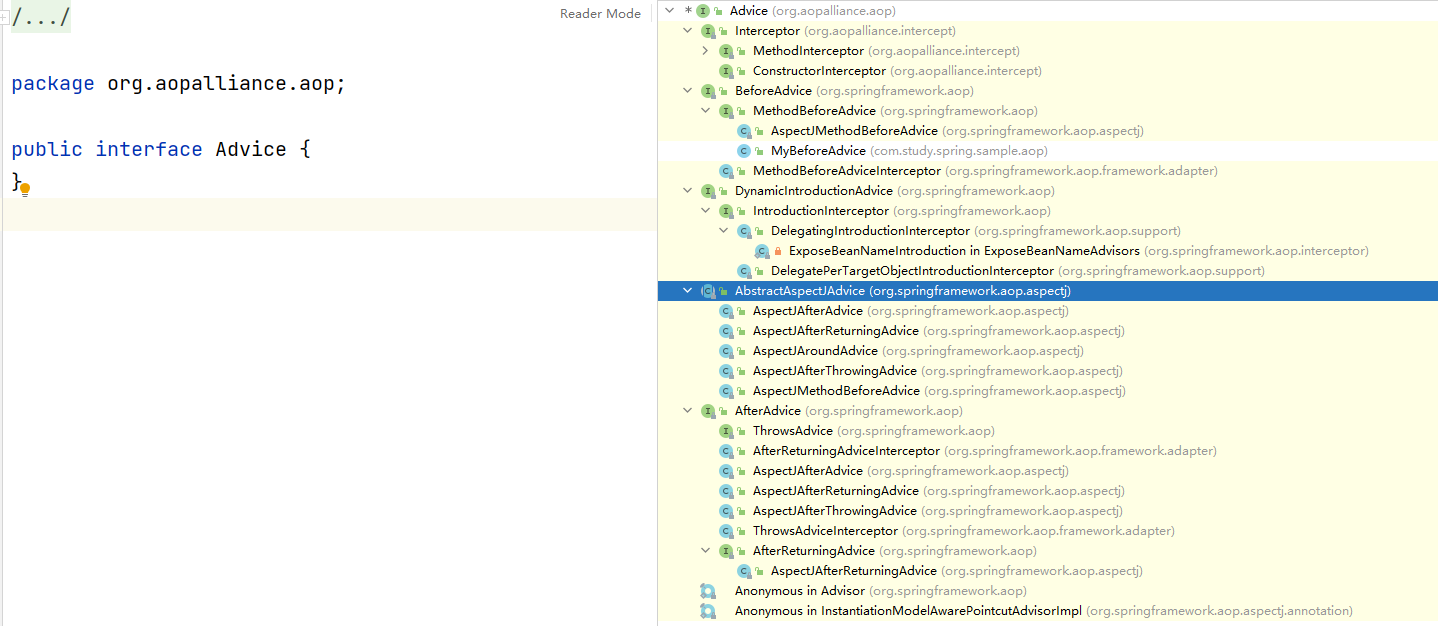 /.../
Reader Mode
package org.aopalliance.aop;
public interface Advice {
}
* Advice (org.aopalliance.aop)
Interceptor (org.aopalliance.intercept)
MethodInterceptor (org.aopalliance.intercept)
ConstructorInterceptor (org.aopalliance.intercept)
BeforeAdvice (org.springframework.aop)
MethodBeforeAdvice (org.springframework.aop)
AspectJMethodBeforeAdvice (org.springframework.aop.aspectj)
MyBeforeAdvice (com.study.spring.sample.aop)
MethodBeforeAdviceInterceptor (org.springframework.aop.framework.adapter)
DynamicIntroductionAdvice (org.springframework.aop)
IntroductionInterceptor (org.springframework.aop)
DelegatingIntroductionInterceptor (org.springframework.aop.support)
ExposeBeanNameIntroduction in ExposeBeanNameAdvisors (org.springframework.aop.interceptor)
DelegatePerTargetObjectIntroductionInterceptor (org.springframework.aop.support)
AbstractAspectJAdvice (org.springframework.aop.aspectj)
AspectJAfterAdvice (org.springframework.aop.aspectj)
AspectJAfterReturningAdvice (org.springframework.aop.aspectj)
AspectJAroundAdvice (org.springframework.aop.aspectj)
AspectJAfterThrowingAdvice (org.springframework.aop.aspectj)
AspectJMethodBeforeAdvice (org.springframework.aop.aspectj)
AfterAdvice (org.springframework.aop)
ThrowsAdvice (org.springframework.aop)
AfterReturningAdviceInterceptor (org.springframework.aop.framework.adapter)
AspectJAfterAdvice (org.springframework.aop.aspectj)
AspectJAfterReturningAdvice (org.springframework.aop.aspectj)
AspectJAfterThrowingAdvice (org.springframework.aop.aspectj)
ThrowsAdviceInterceptor (org.springframework.aop.framework.adapter)
AfterReturningAdvice (org.springframework.aop)
AspectJAfterReturningAdvice (org.springframework.aop.aspectj)
Anonymous in Advisor (org.springframework.aop)
Anonymous in InstantiationModelAwarePointcutAdvisorImpl (org.springframework.aop.aspectj.annotation)